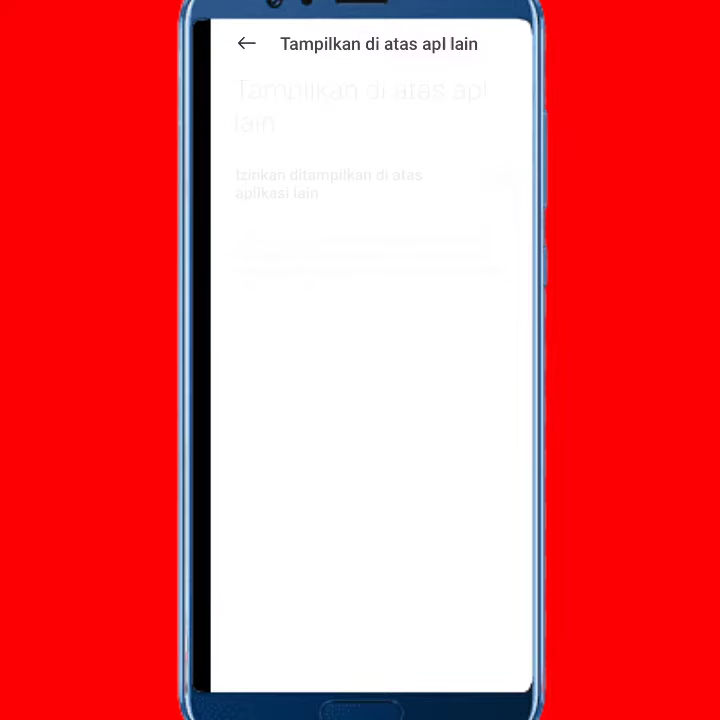 Tampilkan di atas apl lain
Tampilkan di atas apl
lain
Izinkan ditampilkan di atas
aplikasi lain